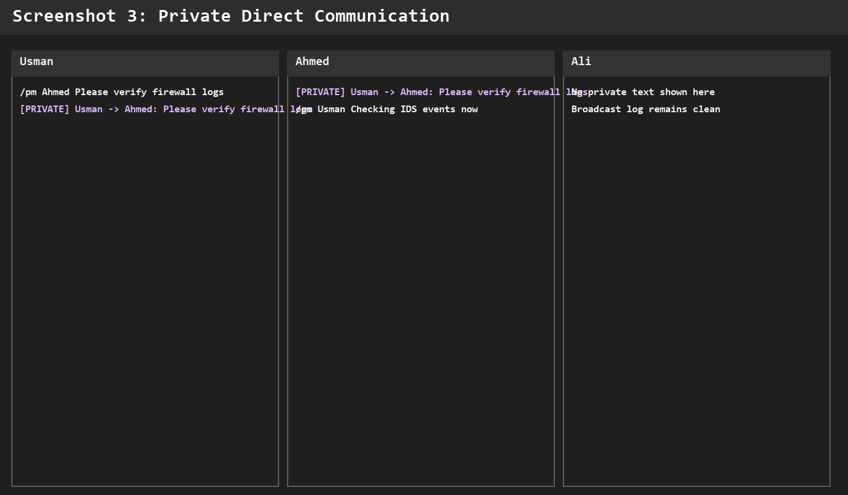 Screenshot 3: Private Direct Communication
Usman
/pm Ahmed Please verify firewall logs
[PRIVATE] Usman -> Ahmed: Please verify firewall logs
Ahmed
[PRIVATE] Usman -> Ahmed: Please verify firewall logs
/pm Usman Checking IDS events now
Ali
No private text shown here
Broadcast log remains clean